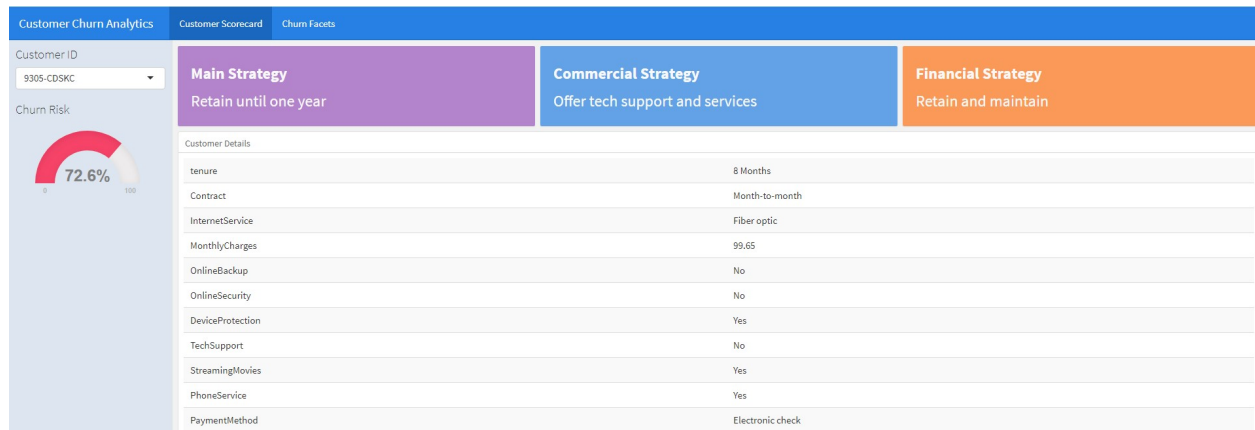 Customer Churn Analytics Customer Scorecard Churn Facets
Customer ID
9305-CDSKC
Churn Risk
72.6%
0 100
Main Strategy
Retain until one year
Commercial Strategy
Offer tech support and services
Financial Strategy
Retain and maintain
Customer Details
tenure 8 Months
Contract Month-to-month
InternetService Fiber optic
MonthlyCharges 99.65
OnlineBackup No
OnlineSecurity No
DeviceProtection Yes
TechSupport No
StreamingMovies Yes
PhoneService Yes
PaymentMethod Electronic check